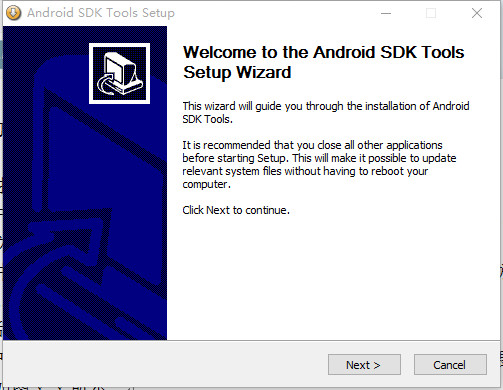 Android SDK Tools Setup
Welcome to the Android SDK Tools
Setup Wizard
This wizard will guide you through the installation of Android
SDK Tools.
It is recommended that you close all other applications
before starting Setup. This will make it possible to update
relevant system files without having to reboot your
computer.
Click Next to continue.
Next >
Cancel